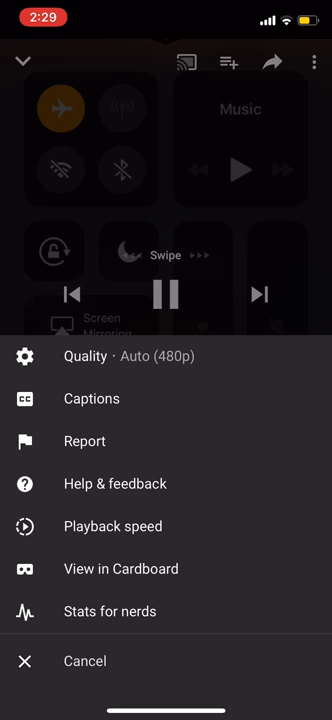 2:29
Music
Swipe
Screen
Mirroring
Quality · Auto (480p)
CC
Captions
Report
Help & feedback
Playback speed
View in Cardboard
Stats for nerds
Cancel